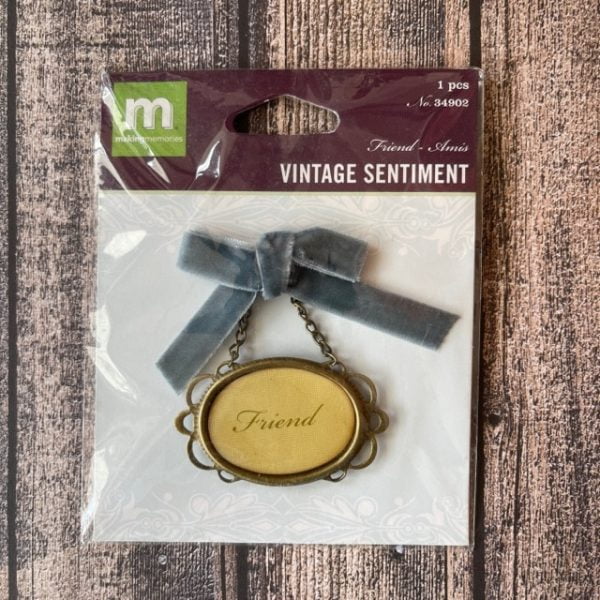 m
makingmemories
1 pcs
No. 34902
Friend - Amis
VINTAGE SENTIMENT
Friend